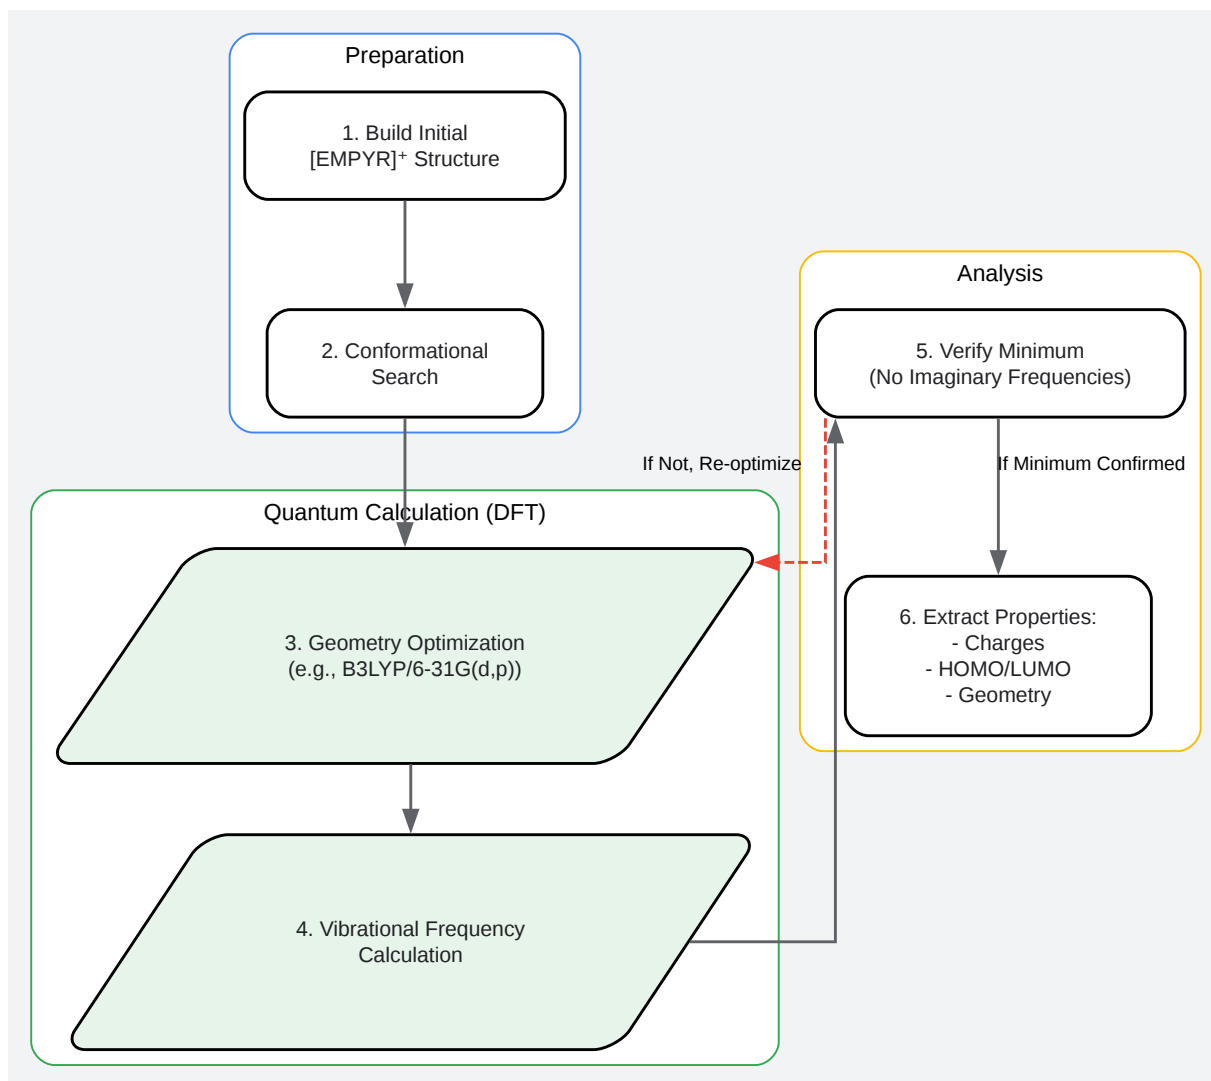 Preparation
1. Build Initial
[EMPYR]⁺ Structure
2. Conformational
Search
Quantum Calculation (DFT)
3. Geometry Optimization
(e.g., B3LYP/6-31G(d,p))
4. Vibrational Frequency
Calculation
Analysis
5. Verify Minimum
(No Imaginary Frequencies)
If Not, Re-optimize
If Minimum Confirmed
6. Extract Properties:
- Charges
- HOMO/LUMO
- Geometry